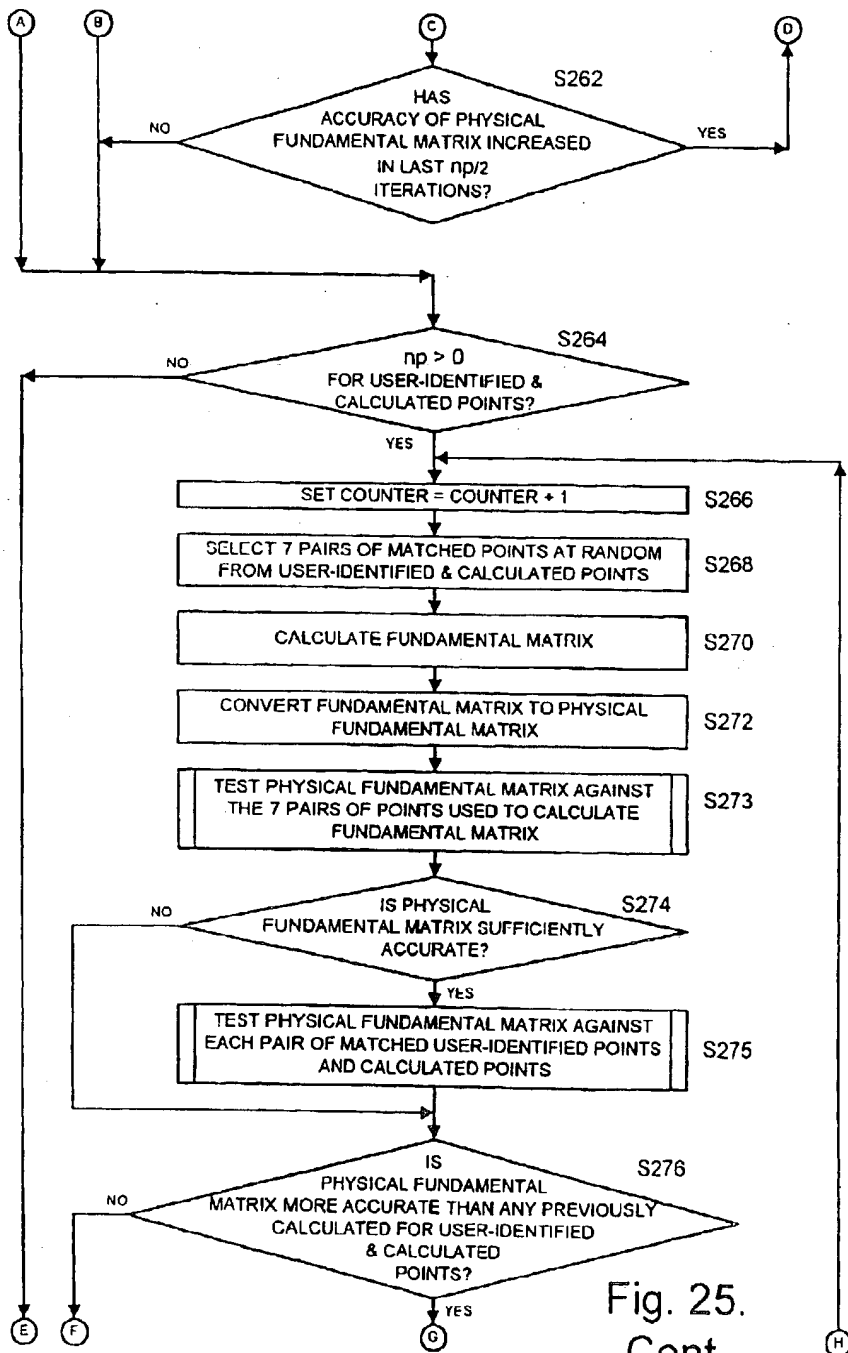 A
B
C
D
S262
HAS
ACCURACY OF PHYSICAL
FUNDAMENTAL MATRIX INCREASED
IN LAST np/2
ITERATIONS?
NO
YES
S264
np > 0
FOR USER-IDENTIFIED &
CALCULATED POINTS?
NO
YES
SET COUNTER = COUNTER + 1
S266
SELECT 7 PAIRS OF MATCHED POINTS AT RANDOM
FROM USER-IDENTIFIED & CALCULATED POINTS
S268
CALCULATE FUNDAMENTAL MATRIX
S270
CONVERT FUNDAMENTAL MATRIX TO PHYSICAL
FUNDAMENTAL MATRIX
S272
TEST PHYSICAL FUNDAMENTAL MATRIX AGAINST
THE 7 PAIRS OF POINTS USED TO CALCULATE
FUNDAMENTAL MATRIX
S273
NO
IS PHYSICAL
FUNDAMENTAL MATRIX SUFFICIENTLY
ACCURATE?
S274
YES
TEST PHYSICAL FUNDAMENTAL MATRIX AGAINST
EACH PAIR OF MATCHED USER-IDENTIFIED POINTS
AND CALCULATED POINTS
S275
IS
PHYSICAL FUNDAMENTAL
MATRIX MORE ACCURATE THAN ANY PREVIOUSLY
CALCULATED FOR USER-IDENTIFIED
& CALCULATED
POINTS?
S276
NO
YES
E
F
G
H
Fig. 25.
Cont